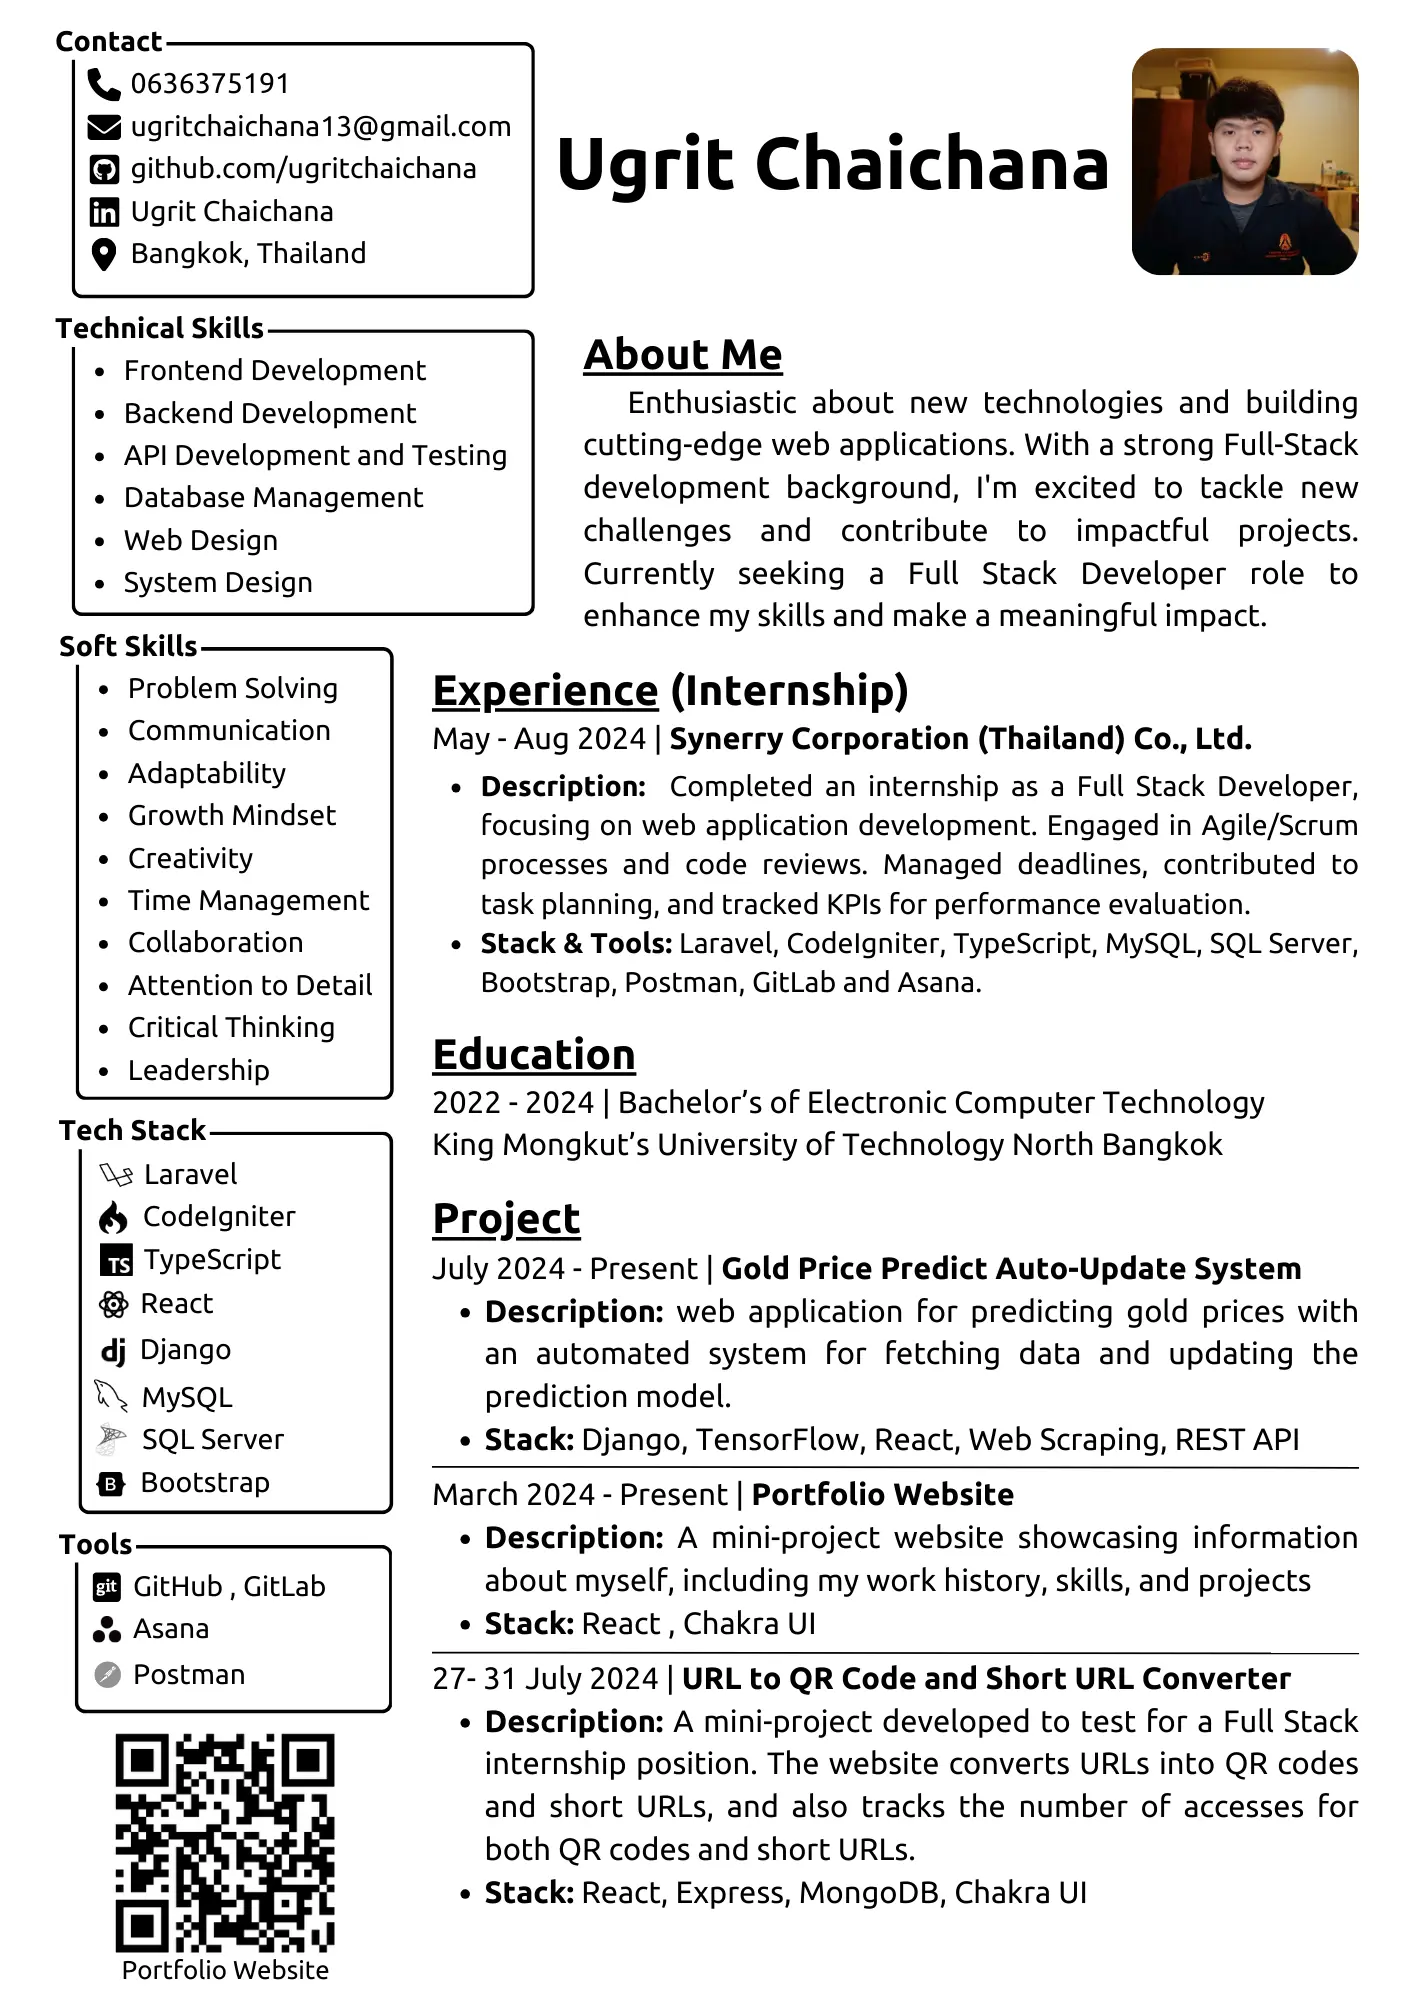 Contact
0636375191
ugritchaichana13@gmail.com
github.com/ugritchaichana
Ugrit Chaichana
Bangkok, Thailand
Ugrit Chaichana
Technical Skills
• Frontend Development
• Backend Development
• API Development and Testing
• Database Management
• Web Design
• System Design
About Me
Enthusiastic about new technologies and building
cutting-edge web applications. With a strong Full-Stack
development background, I'm excited to tackle new
challenges and contribute to impactful projects.
Currently seeking a Full Stack Developer role to
enhance my skills and make a meaningful impact.
Soft Skills
• Problem Solving
• Communication
• Adaptability
• Growth Mindset
• Creativity
• Time Management
• Collaboration
• Attention to Detail
• Critical Thinking
• Leadership
Tech Stack
Laravel
CodeIgniter
TS TypeScript
React
dj Django
MySQL
SQL Server
B Bootstrap
Tools
git GitHub , GitLab
Asana
Postman
Portfolio Website
Experience (Internship)
May - Aug 2024 | Synerry Corporation (Thailand) Co., Ltd.
• Description: Completed an internship as a Full Stack Developer,
focusing on web application development. Engaged in Agile/Scrum
processes and code reviews. Managed deadlines, contributed to
task planning, and tracked KPIs for performance evaluation.
• Stack & Tools: Laravel, CodeIgniter, TypeScript, MySQL, SQL Server,
Bootstrap, Postman, GitLab and Asana.
Education
2022 - 2024 | Bachelor’s of Electronic Computer Technology
King Mongkut’s University of Technology North Bangkok
Project
July 2024 - Present | Gold Price Predict Auto-Update System
• Description: web application for predicting gold prices with
an automated system for fetching data and updating the
prediction model.
• Stack: Django, TensorFlow, React, Web Scraping, REST API
March 2024 - Present | Portfolio Website
• Description: A mini-project website showcasing information
about myself, including my work history, skills, and projects
• Stack: React , Chakra UI
27- 31 July 2024 | URL to QR Code and Short URL Converter
• Description: A mini-project developed to test for a Full Stack
internship position. The website converts URLs into QR codes
and short URLs, and also tracks the number of accesses for
both QR codes and short URLs.
• Stack: React, Express, MongoDB, Chakra UI